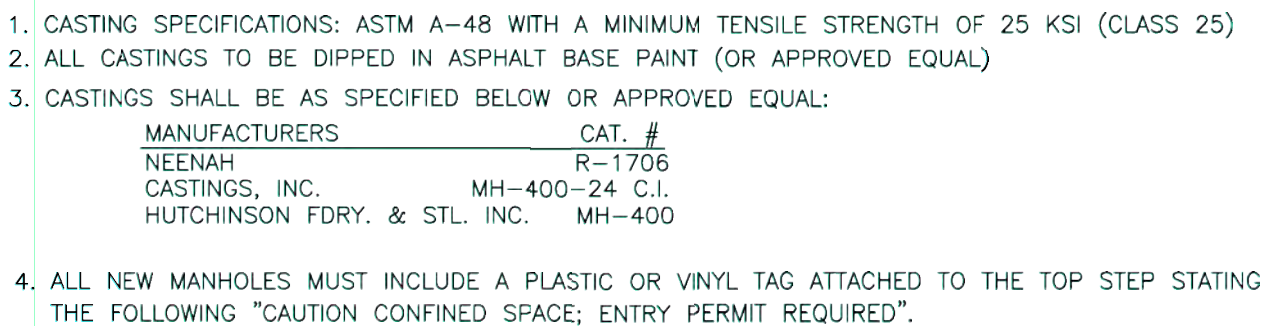 1. CASTING SPECIFICATIONS: ASTM A-48 WITH A MINIMUM TENSILE STRENGTH OF 25 KSI (CLASS 25)
2. ALL CASTINGS TO BE DIPPED IN ASPHALT BASE PAINT (OR APPROVED EQUAL)
3. CASTINGS SHALL BE AS SPECIFIED BELOW OR APPROVED EQUAL:
MANUFACTURERS CAT. #
NEENAH R-1706
CASTINGS, INC. MH-400-24 C.I.
HUTCHINSON FDRY. & STL. INC. MH-400
4. ALL NEW MANHOLES MUST INCLUDE A PLASTIC OR VINYL TAG ATTACHED TO THE TOP STEP STATING
THE FOLLOWING "CAUTION CONFINED SPACE; ENTRY PERMIT REQUIRED".